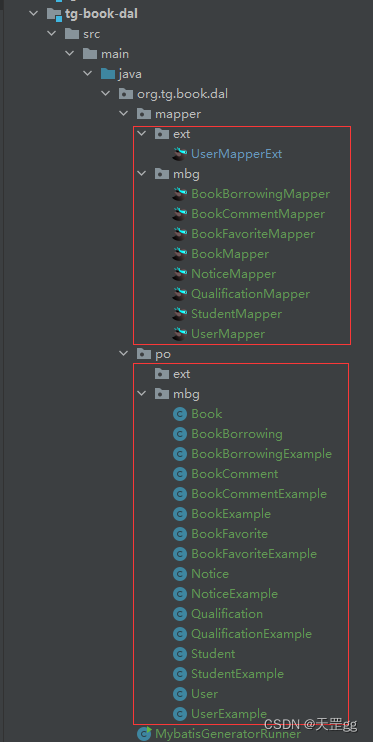 tg-book-dal
src
main
java
org.tg.book.dal
mapper
ext
UserMapperExt
mbg
BookBorrowingMapper
BookCommentMapper
BookFavoriteMapper
BookMapper
NoticeMapper
QualificationMapper
StudentMapper
UserMapper
po
ext
mbg
Book
BookBorrowing
BookBorrowingExample
BookComment
BookCommentExample
BookExample
BookFavorite
BookFavoriteExample
Notice
NoticeExample
Qualification
QualificationExample
Student
StudentExample
User
UserExample
CSDN @天罡gg
MybatisGeneratorRunner